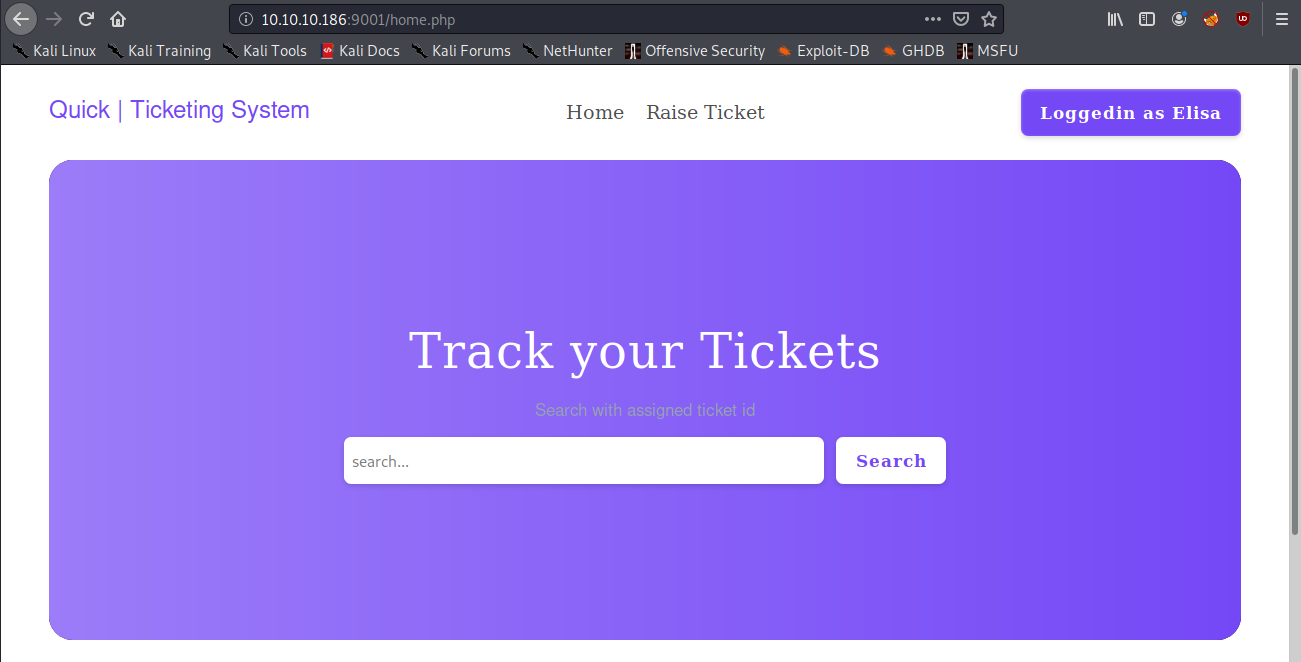 10.10.10.186:9001/home.php
Kali Linux Kali Training Kali Tools Kali Docs Kali Forums NetHunter Offensive Security Exploit-DB GHDB MSFU
Quick | Ticketing System Home Raise Ticket Loggedin as Elisa
Track your Tickets
Search with assigned ticket id
search... Search